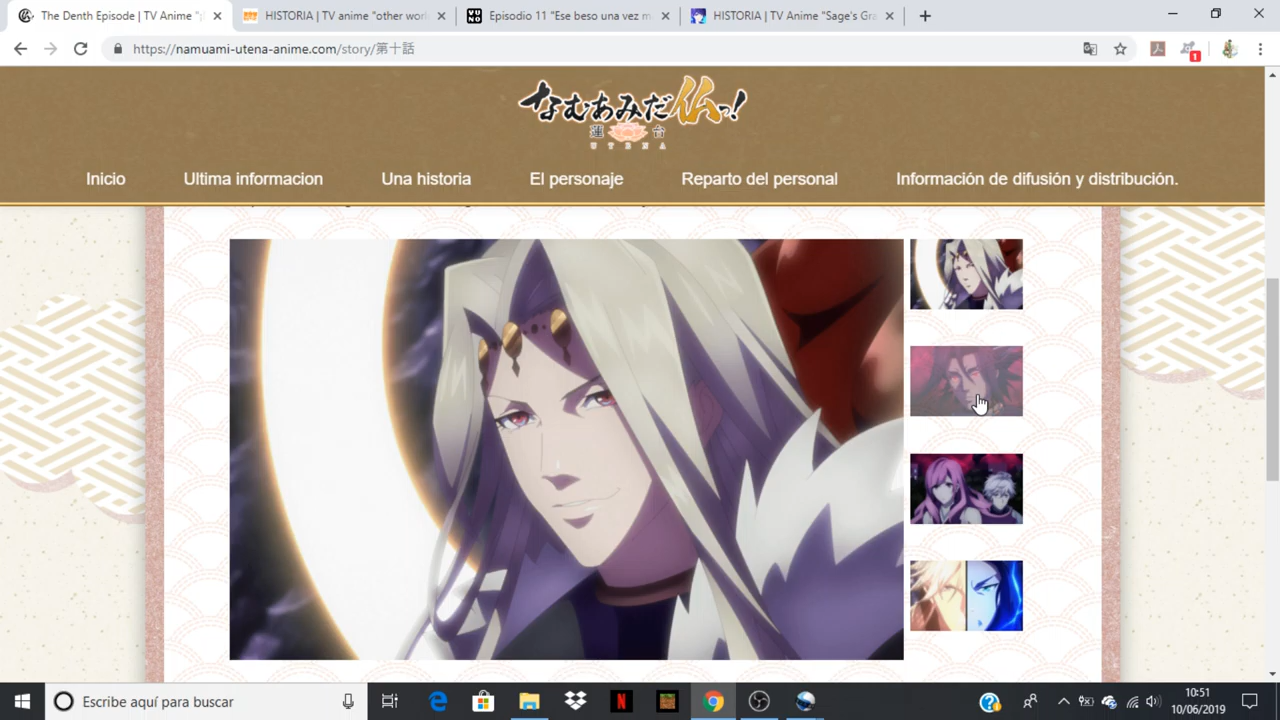 The Denth Episode | TV Anime "
HISTORIA | TV anime "other worl
Episodio 11 "Ese beso una vez m
HISTORIA | TV Anime "Sage's Gra
https://namuami-utena-anime.com/story/第十話
1
なむあみだ仏っ!
蓮台
UTENA
Inicio
Ultima informacion
Una historia
El personaje
Reparto del personal
Información de difusión y distribución.
Escribe aquí para buscar
10:51
10/06/2019